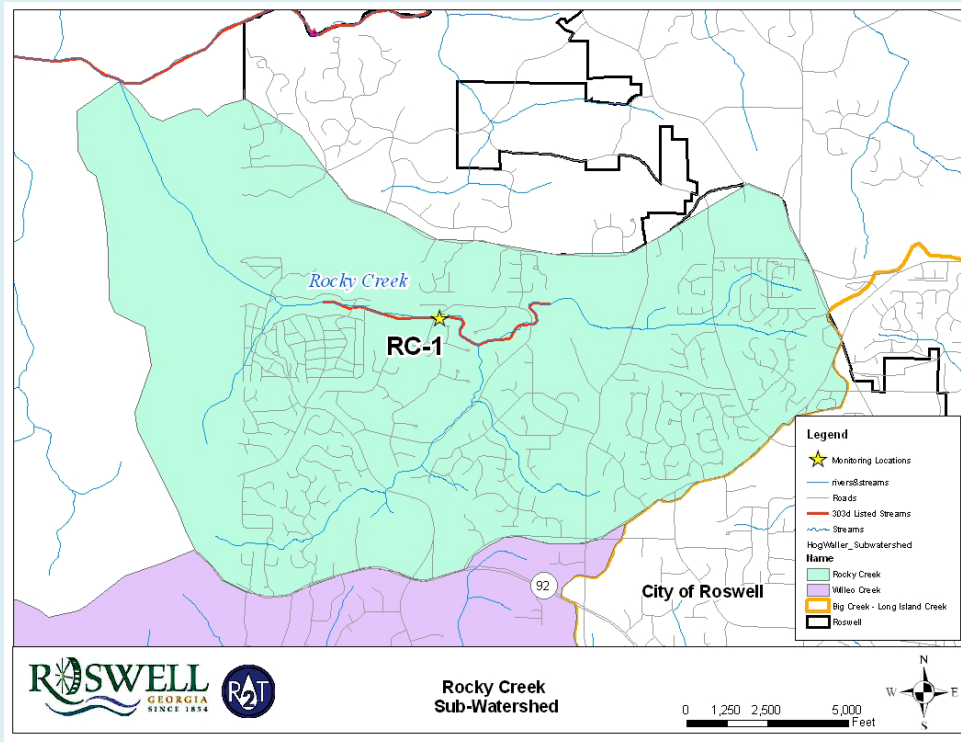 Rocky Creek
RC-1
Legend
Monitoring Locations
rivers&streams
Roads
303d Listed Streams
Streams
HogWaller_Subwatershed
Name
Rocky Creek
Willeo Creek
Big Creek - Long Island Creek
Roswell
92
City of Roswell
ROSWELL
GEORGIA
SINCE 1854
R2T
Rocky Creek
Sub-Watershed
0 1,250 2,500 5,000
Feet
N
W E
S